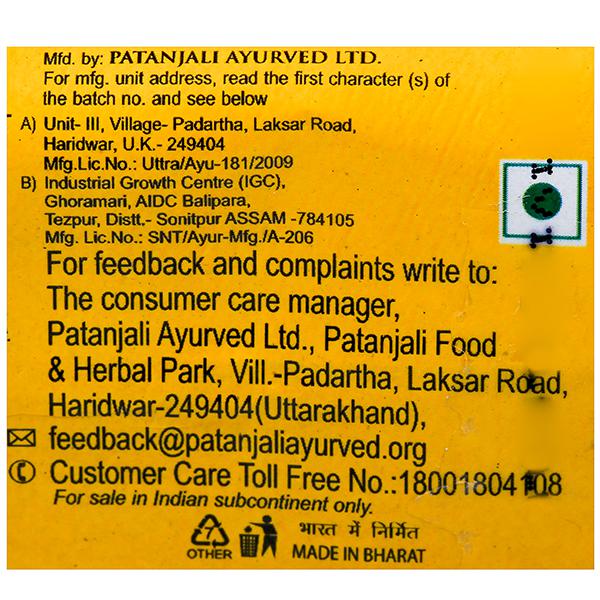 Mfd. by: PATANJALI AYURVED LTD.
For mfg. unit address, read the first character (s) of
the batch no. and see below
A) Unit- III, Village- Padartha, Laksar Road,
Haridwar, U.K.- 249404
Mfg.Lic.No.: Uttra/Ayu-181/2009
B) Industrial Growth Centre (IGC),
Ghoramari, AIDC Balipara,
Tezpur, Distt.- Sonitpur ASSAM -784105
Mfg. Lic.No.: SNT/Ayur-Mfg./A-206
For feedback and complaints write to:
The consumer care manager,
Patanjali Ayurved Ltd., Patanjali Food
& Herbal Park, Vill.-Padartha, Laksar Road,
Haridwar-249404(Uttarakhand),
feedback@patanjaliayurved.org
Customer Care Toll Free No.:
For sale in Indian subcontinent only.
7
OTHER
भारत में निर्मित
MADE IN BHARAT